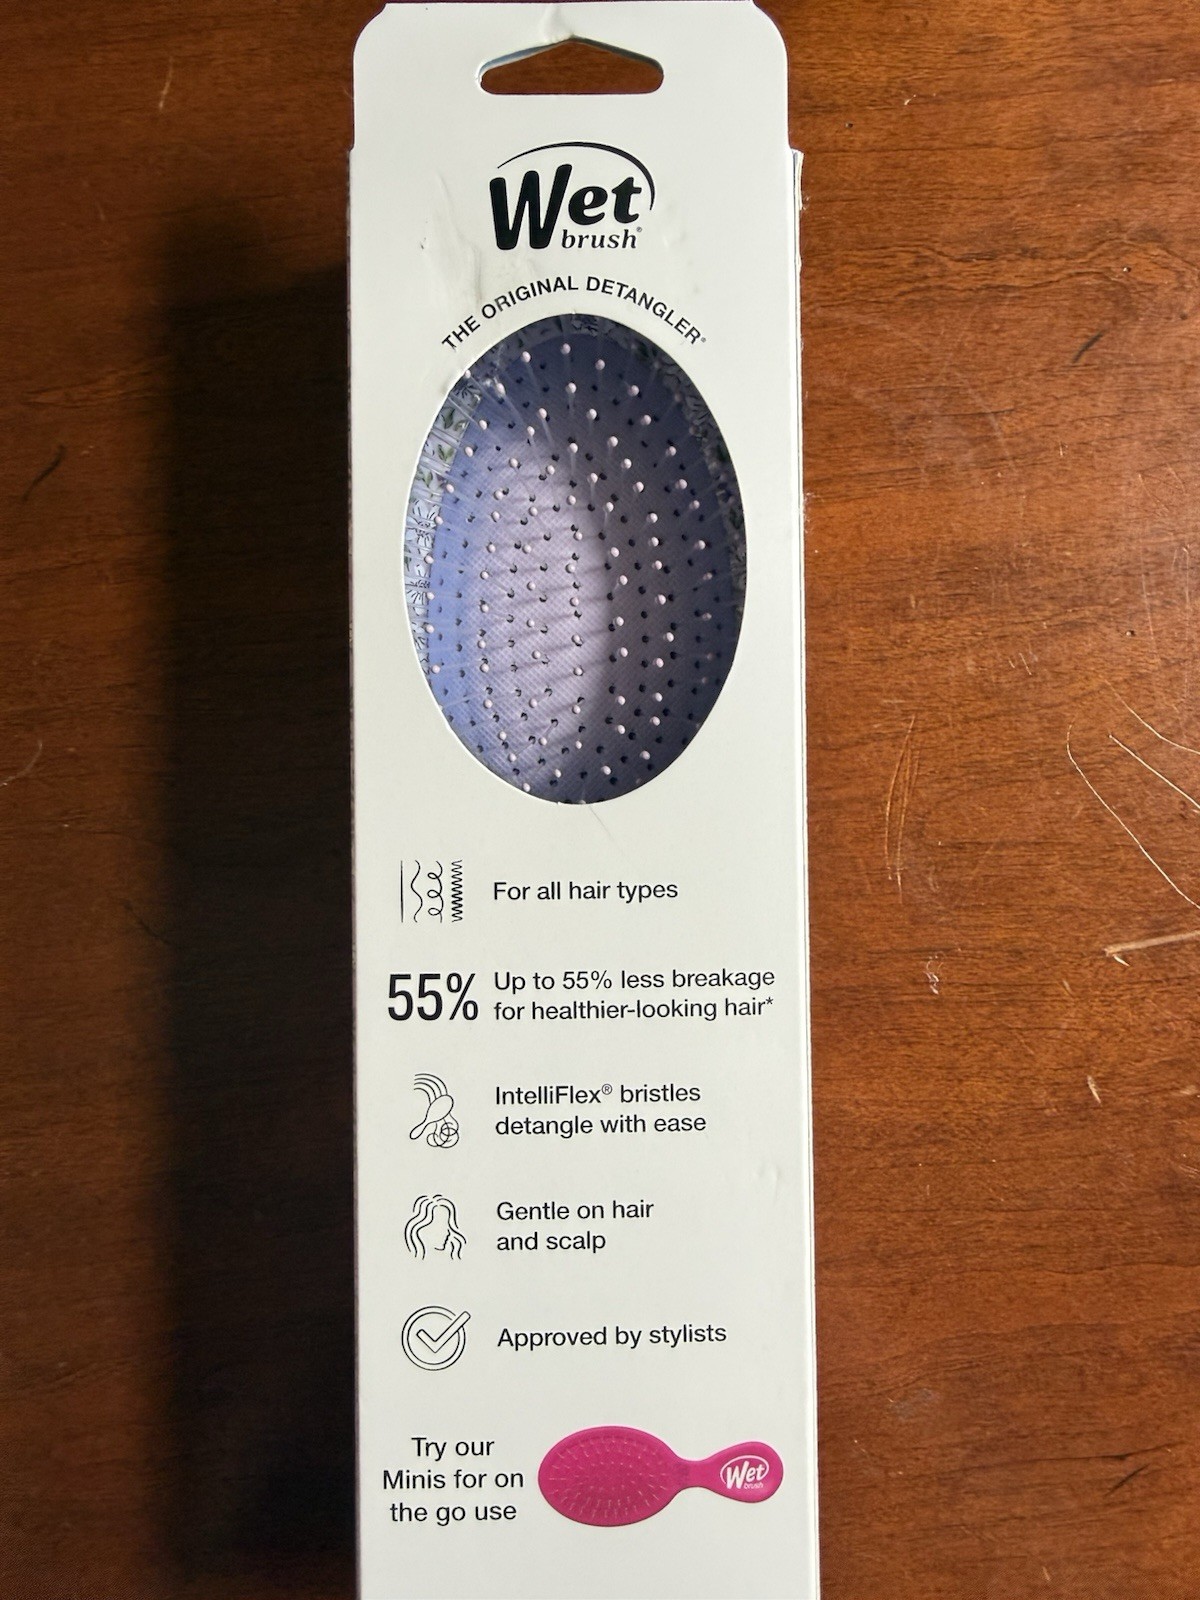 Wet
brush®
THE ORIGINAL DETANGLER®
For all hair types
55%
Up to 55% less breakage
for healthier-looking hair*
IntelliFlex® bristles
detangle with ease
Gentle on hair
and scalp
Approved by stylists
Try our
Minis for on
the go use
Wet
brush